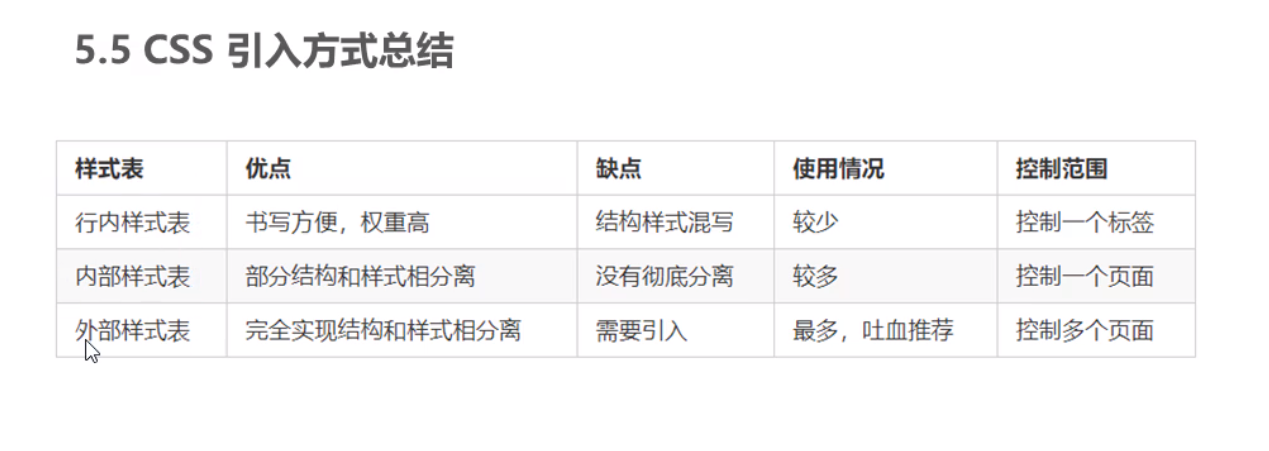 5.5 CSS 引入方式总结
样式表 优点 缺点 使用情况 控制范围
行内样式表 书写方便，权重高 结构样式混写 较少 控制一个标签
内部样式表 部分结构和样式相分离 没有彻底分离 较多 控制一个页面
外部样式表 完全实现结构和样式相分离 需要引入 最多，吐血推荐 控制多个页面